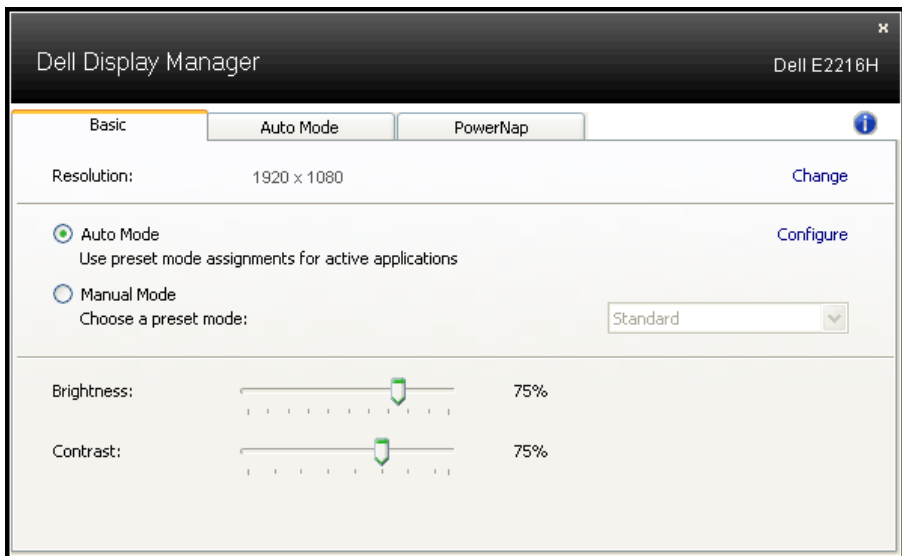 Dell Display Manager
Dell E2216H
Basic
Auto Mode
PowerNap
Resolution:
1920 x 1080
Change
Auto Mode
Configure
Use preset mode assignments for active applications
Manual Mode
Choose a preset mode:
Standard
Brightness:
75%
Contrast:
75%